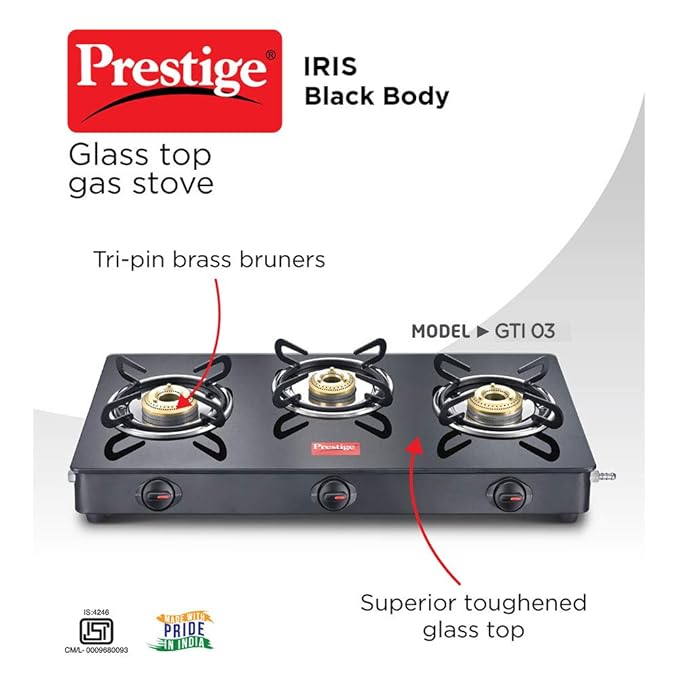 Prestige®
IRIS
Black Body
Glass top
gas stove
Tri-pin brass bruners
MODEL ► GTI 03
Prestige
Superior toughened
glass top
IS:4246
ISI
CM/L- 0009680093
MADE WITH
PRIDE
IN INDIA